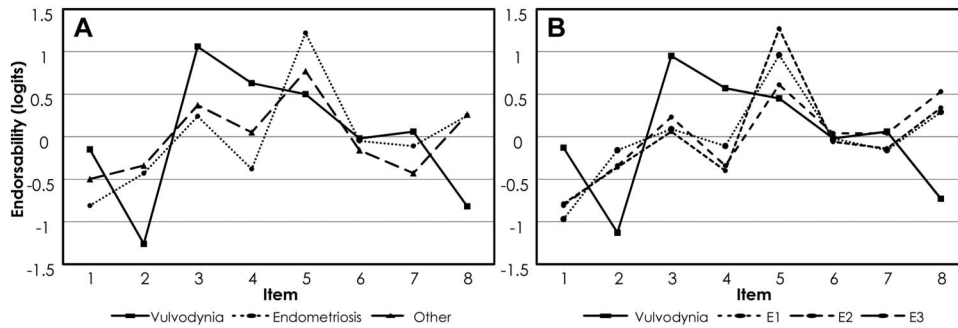 A
Endorsability (logits)
1.5
1
0.5
0
-0.5
-1
-1.5
1 2 3 4 5 6 7 8
Item
Vulvodynia Endometriosis Other
B
1.5
1
0.5
0
-0.5
-1
-1.5
1 2 3 4 5 6 7 8
Item
Vulvodynia E1 E2 E3